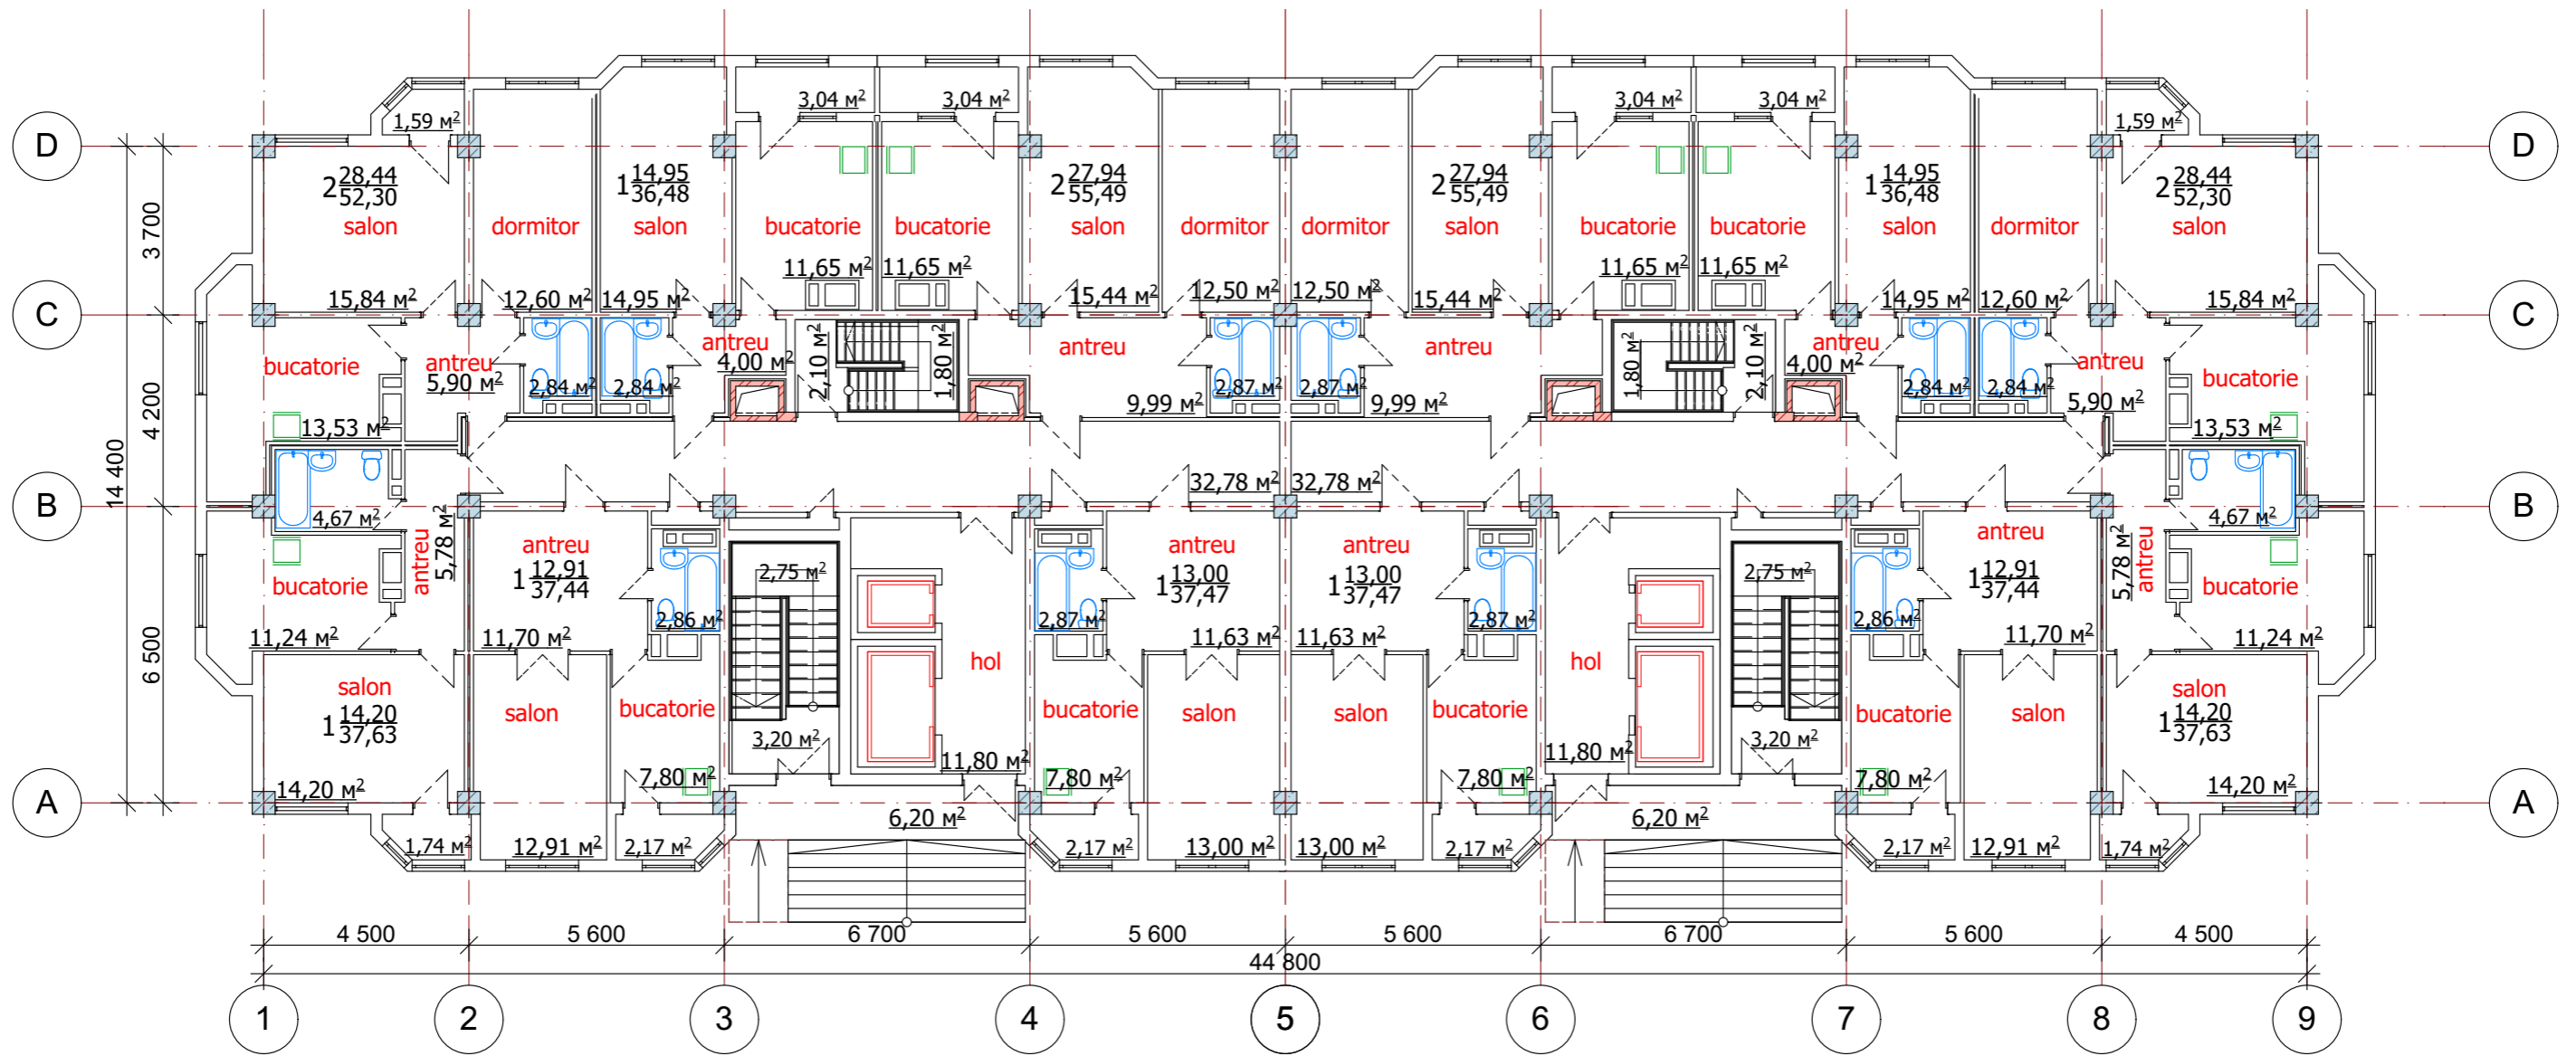 1,59 м2
3,04 м2
3,04 м2
3,04 м2
3,04 м2
1,59 м2
D
2 28,44
52,30
salon
dormitor
1 14,95
36,48
salon
bucatorie
bucatorie
2 27,94
55,49
salon
dormitor
dormitor
2 27,94
55,49
salon
bucatorie
bucatorie
1 14,95
36,48
salon
dormitor
2 28,44
52,30
salon
D
3 700
15,84 м2
12,60 м2
14,95 м2
11,65 м2
11,65 м2
15,44 м2
12,50 м2
12,50 м2
15,44 м2
11,65 м2
11,65 м2
14,95 м2
12,60 м2
15,84 м2
C
C
bucatorie
antreu
5,90 м2
2,84 м2
2,84 м2
antreu
4,00 м2
2,10 м2
1,80 м2
antreu
9,99 м2
2,87 м2
2,87 м2
antreu
9,99 м2
1,80 м2
2,10 м2
antreu
4,00 м2
2,84 м2
2,84 м2
antreu
5,90 м2
bucatorie
13,53 м2
13,53 м2
4 200
14 400
32,78 м2
32,78 м2
B
B
4,67 м2
antreu
5,78 м2
bucatorie
11,24 м2
antreu
1 12,91
37,44
11,70 м2
2,86 м2
2,75 м2
hol
2,87 м2
antreu
1 13,00
37,47
11,63 м2
antreu
1 13,00
37,47
11,63 м2
2,87 м2
hol
2,75 м2
2,86 м2
antreu
1 12,91
37,44
11,70 м2
5,78 м2
antreu
4,67 м2
bucatorie
11,24 м2
6 500
salon
1 14,20
37,63
14,20 м2
salon
bucatorie
7,80 м2
3,20 м2
11,80 м2
bucatorie
7,80 м2
salon
salon
bucatorie
7,80 м2
11,80 м2
3,20 м2
bucatorie
7,80 м2
salon
salon
1 14,20
37,63
14,20 м2
A
A
1,74 м2
12,91 м2
2,17 м2
6,20 м2
2,17 м2
13,00 м2
13,00 м2
2,17 м2
6,20 м2
2,17 м2
12,91 м2
1,74 м2
4 500
5 600
6 700
5 600
5 600
6 700
5 600
4 500
44 800
1
2
3
4
5
6
7
8
9